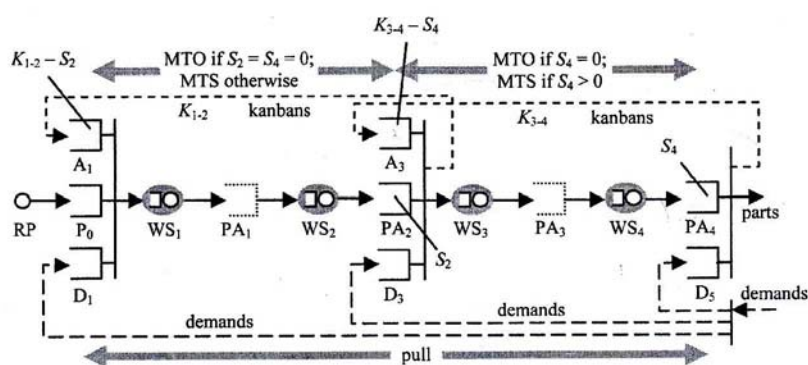 K₃₋₄ – S₄
K₁₋₂ – S₂
MTO if S₂ = S₄ = 0;
MTS otherwise
MTO if S₄ = 0;
MTS if S₄ > 0
K₁₋₂ kanbans
K₃₋₄ kanbans
A₁
A₃
S₄
RP
P₀
WS₁
PA₁
WS₂
PA₂
WS₃
PA₃
WS₄
PA₄
parts
S₂
D₁
D₃
D₅
demands
demands
demands
pull